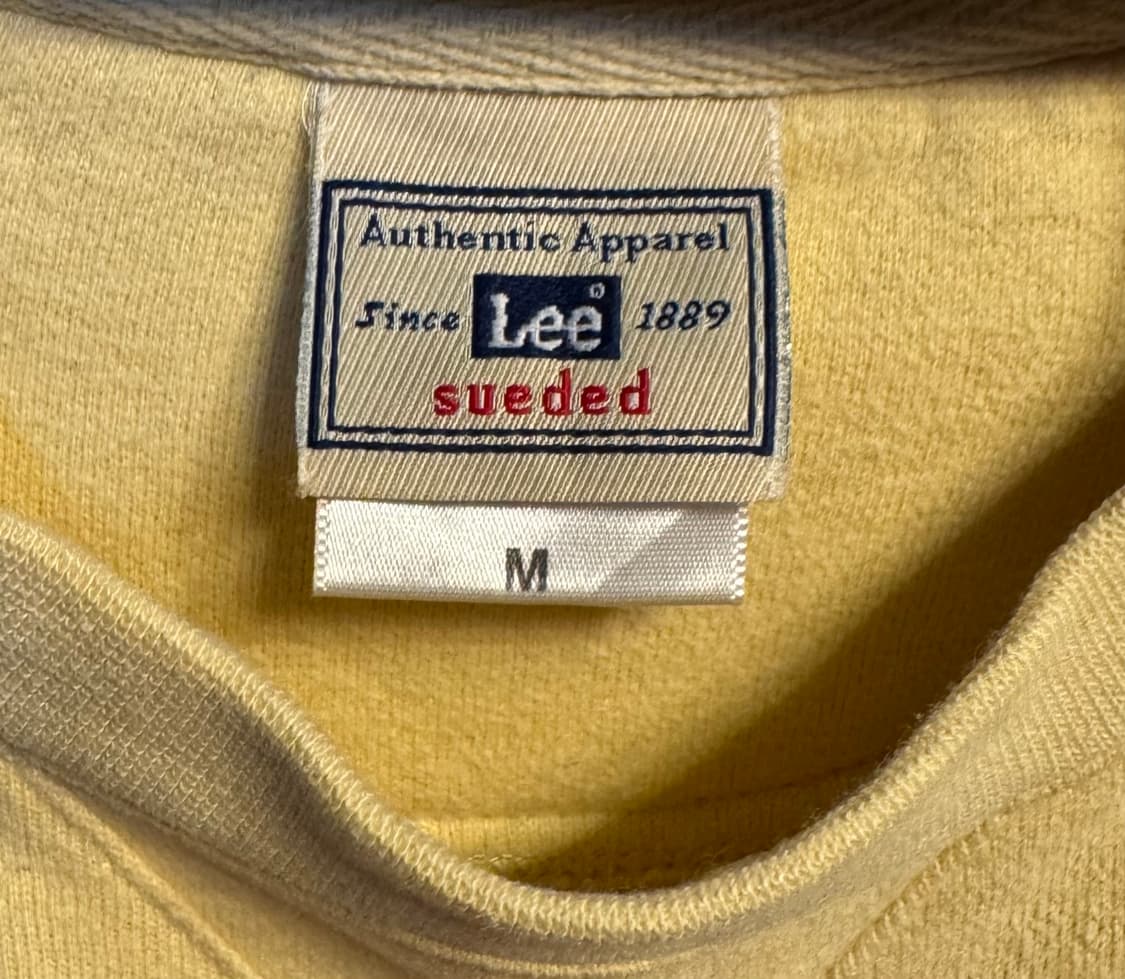 Authentic Apparel
Since Lee® 1889
sueded
M